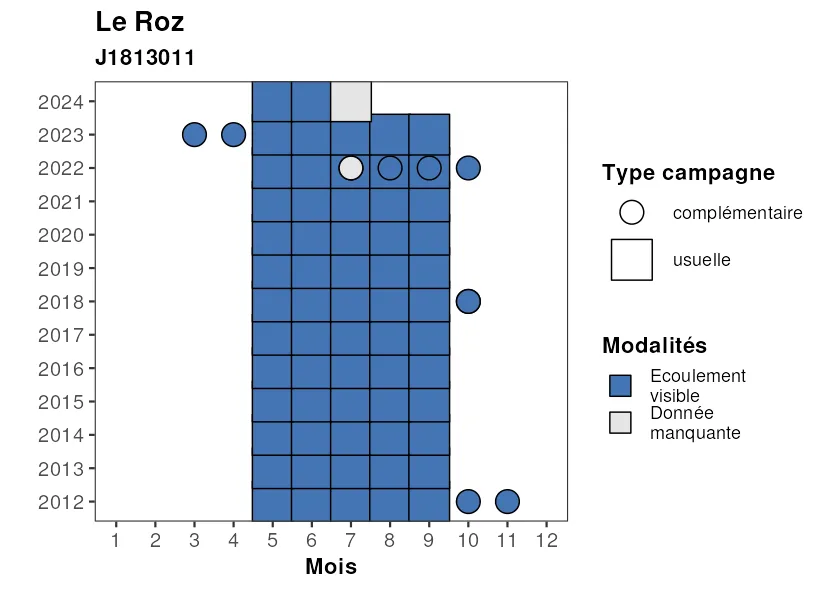 Le Roz
J1813011
2024
2023
2022
2021
2020
2019
2018
2017
2016
2015
2014
2013
2012
1 2 3 4 5 6 7 8 9 10 11 12
Mois
Type campagne
complémentaire
usuelle
Modalités
Ecoulement
visible
Donnée
manquante